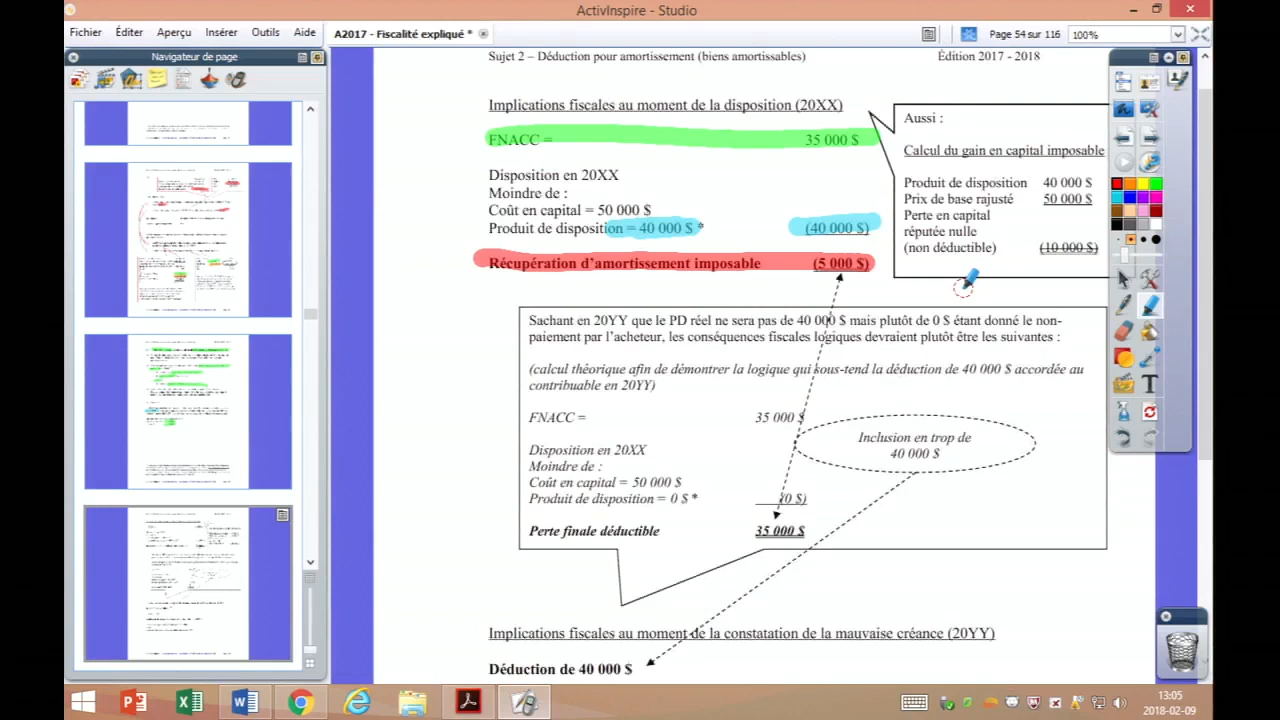 ActivInspire - Studio
Fichier Éditer Aperçu Insérer Outils Aide
A2017 - Fiscalité expliqué *
Page 54 sur 116
100%
Navigateur de page
Sujet 2 – Déduction pour amortissement (biens amortissables) Édition 2017 - 2018
Implications fiscales au moment de la disposition (20XX)
FNACC = 35 000 $
Disposition en 20XX
Moindre de :
Coût en capital = 50 000 $
Produit de disposition = 40 000 $ * (40 000 $)
Récupération d'amortissement imposable (5 000 $)
Aussi :
Calcul du gain en capital imposable
Produit de disposition 40 000 $
Prix de base rajusté 50 000 $
Perte en capital
réputée nulle
(non déductible) (10 000 $)
Sachant en 20YY que le PD réel ne sera pas de 40 000 $ mais plutôt de 0 $ étant donné le non-
paiement par l'acheteur, les conséquences fiscales logiques devraient plutôt être les suivantes :
(calcul théorique afin de démontrer la logique qui sous-tend la déduction de 40 000 $ accordée au
contribuable en 20YY)
FNACC = 35 000 $
Disposition en 20XX
Moindre de :
Coût en capital = 50 000 $
Produit de disposition = 0 $ * (0 $)
Perte finale déductible 35 000 $
Inclusion en trop de
40 000 $
Implications fiscales au moment de la constatation de la mauvaise créance (20YY)
Déduction de 40 000 $
13:05
2018-02-09